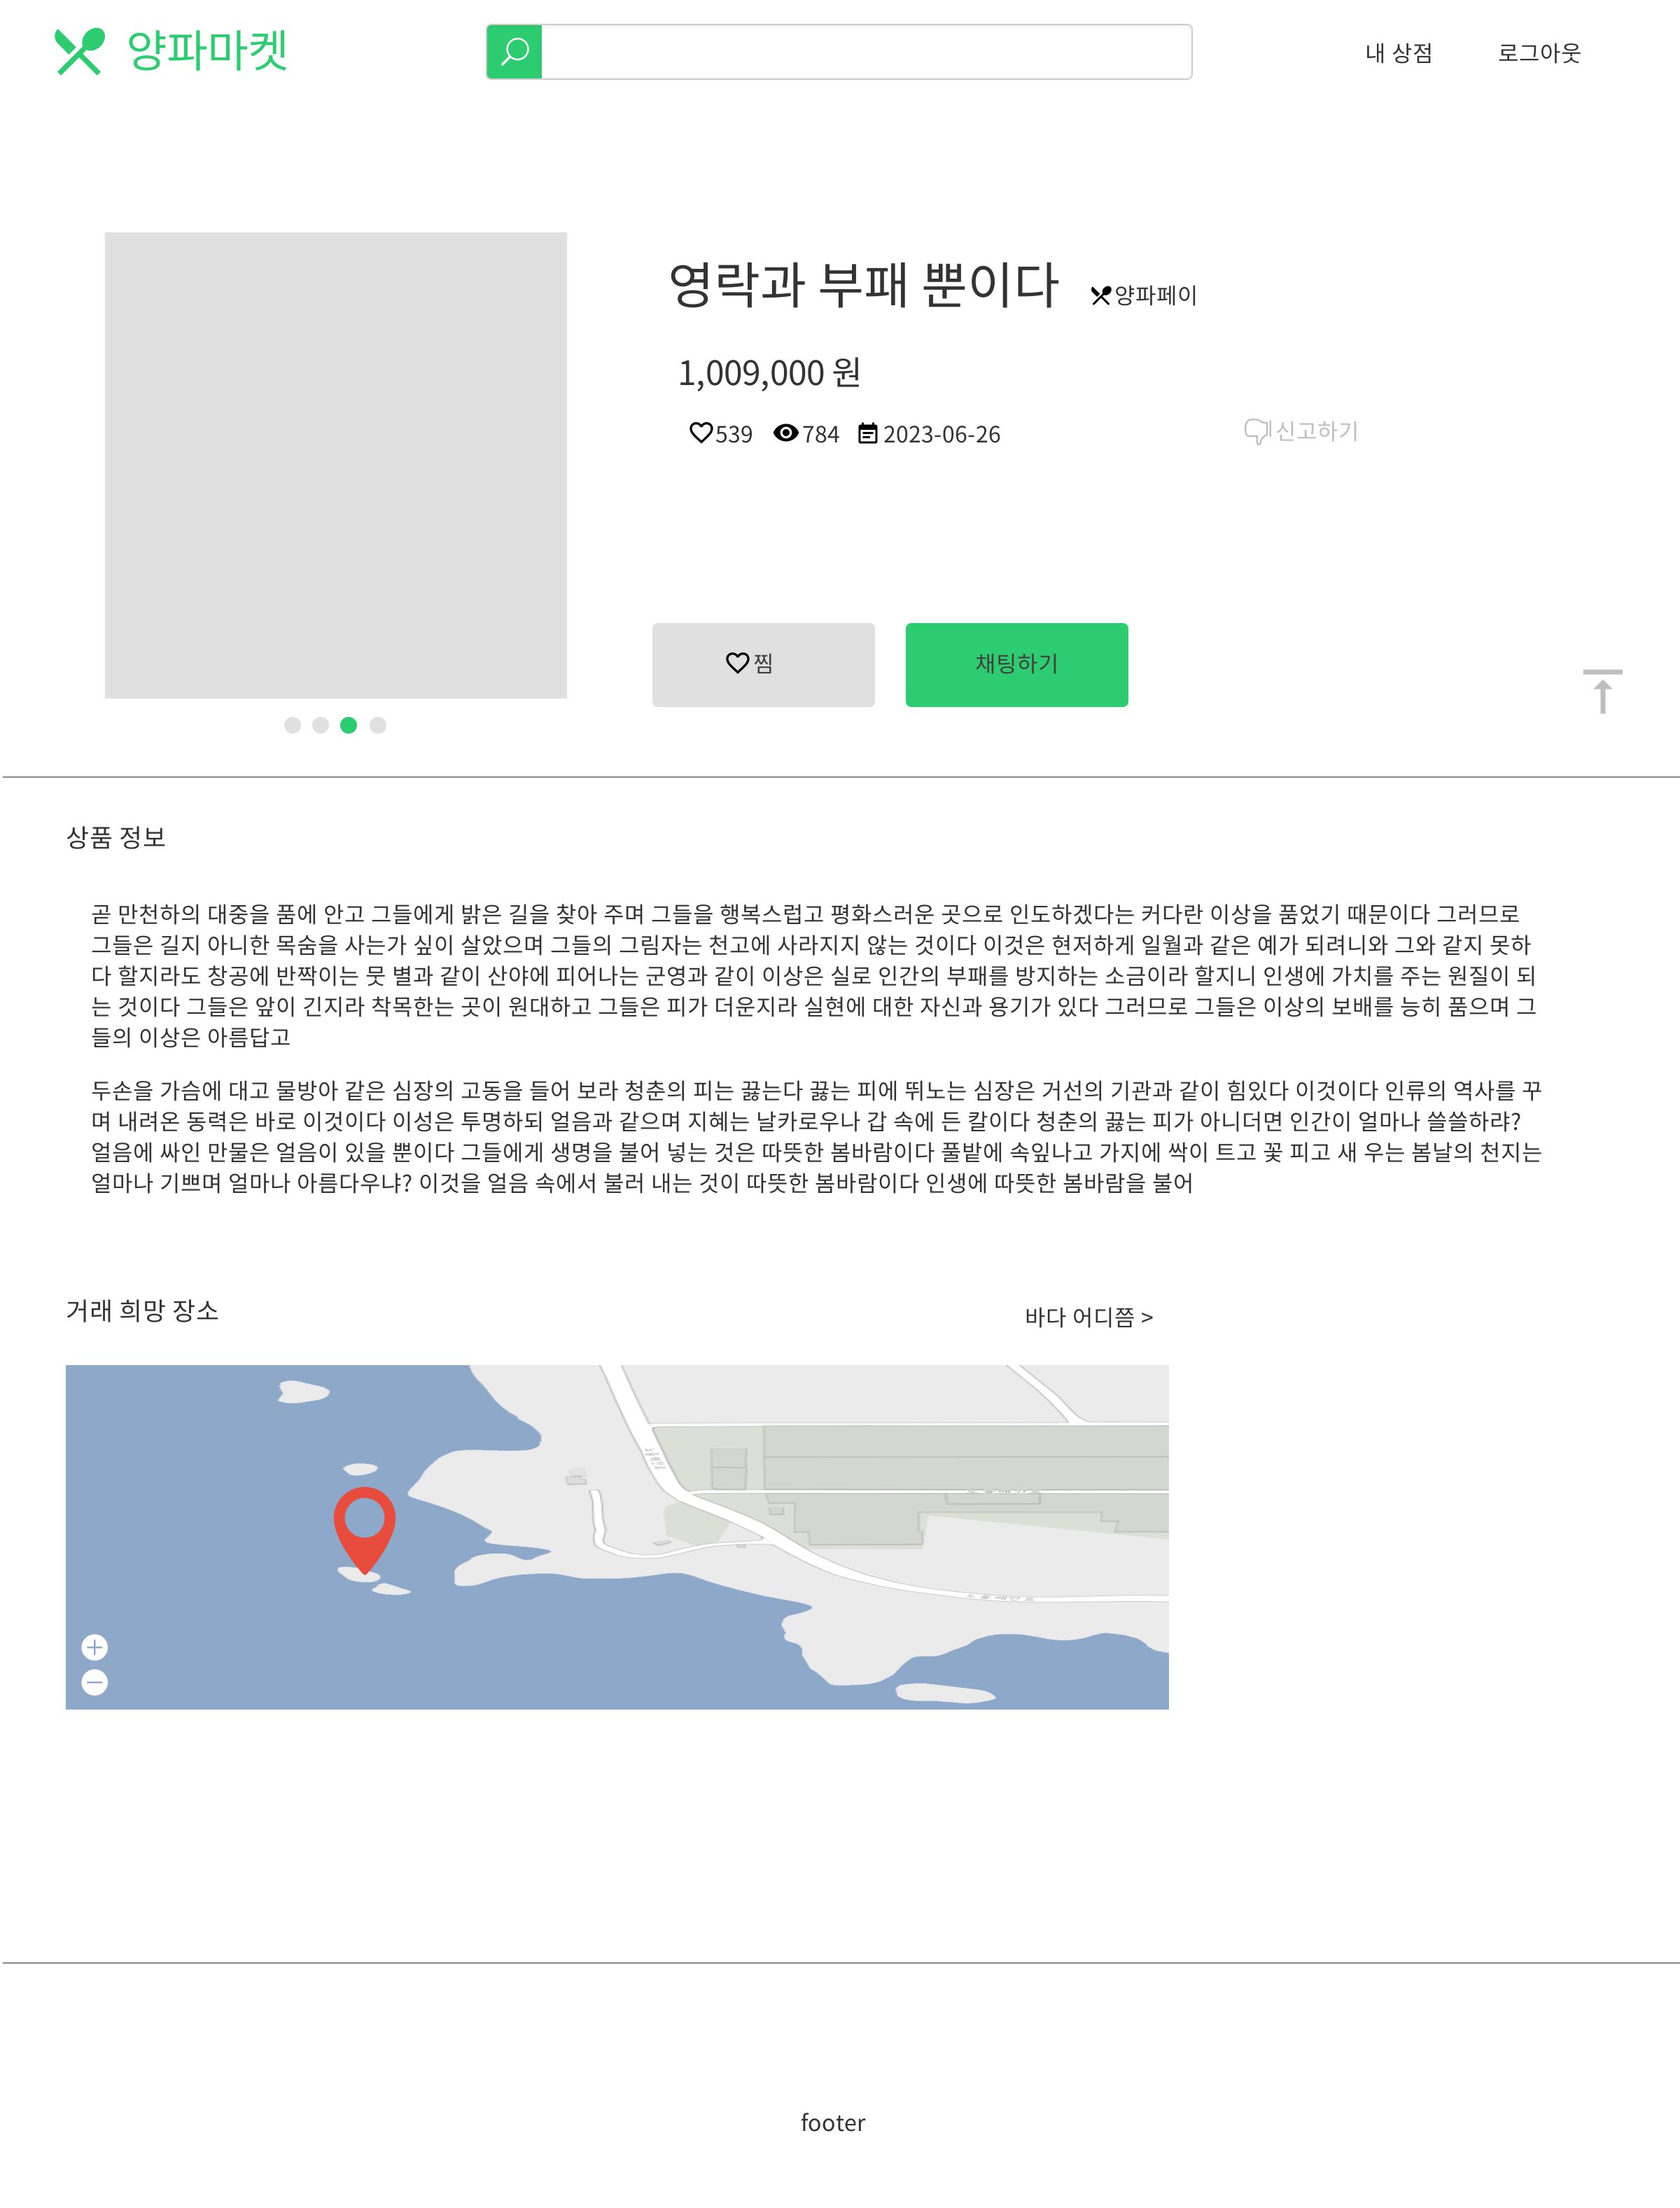 양파마켓
내 상점
로그아웃
영락과 부패 뿐이다
양파페이
1,009,000 원
539 784 2023-06-26
신고하기
찜
채팅하기
상품 정보
곧 만천하의 대중을 품에 안고 그들에게 밝은 길을 찾아 주며 그들을 행복스럽고 평화스러운 곳으로 인도하겠다는 커다란 이상을 품었기 때문이다 그러므로
그들은 길지 아니한 목숨을 사는가 싶이 살았으며 그들의 그림자는 천고에 사라지지 않는 것이다 이것은 현저하게 일월과 같은 예가 되려니와 그와 같지 못하
다 할지라도 창공에 반짝이는 뭇 별과 같이 산야에 피어나는 군영과 같이 이상은 실로 인간의 부패를 방지하는 소금이라 할지니 인생에 가치를 주는 원질이 되
는 것이다 그들은 앞이 긴지라 착목한는 곳이 원대하고 그들은 피가 더운지라 실현에 대한 자신과 용기가 있다 그러므로 그들은 이상의 보배를 능히 품으며 그
들의 이상은 아름답고
두손을 가슴에 대고 물방아 같은 심장의 고동을 들어 보라 청춘의 피는 끓는다 끓는 피에 뛰노는 심장은 거선의 기관과 같이 힘있다 이것이다 인류의 역사를 꾸
며 내려온 동력은 바로 이것이다 이성은 투명하되 얼음과 같으며 지혜는 날카로우나 갑 속에 든 칼이다 청춘의 끓는 피가 아니더면 인간이 얼마나 쓸쓸하랴?
얼음에 싸인 만물은 얼음이 있을 뿐이다 그들에게 생명을 불어 넣는 것은 따뜻한 봄바람이다 풀밭에 속잎나고 가지에 싹이 트고 꽃 피고 새 우는 봄날의 천지는
얼마나 기쁘며 얼마나 아름다우냐? 이것을 얼음 속에서 불러 내는 것이 따뜻한 봄바람이다 인생에 따뜻한 봄바람을 불어
거래 희망 장소
바다 어디쯤 >
footer